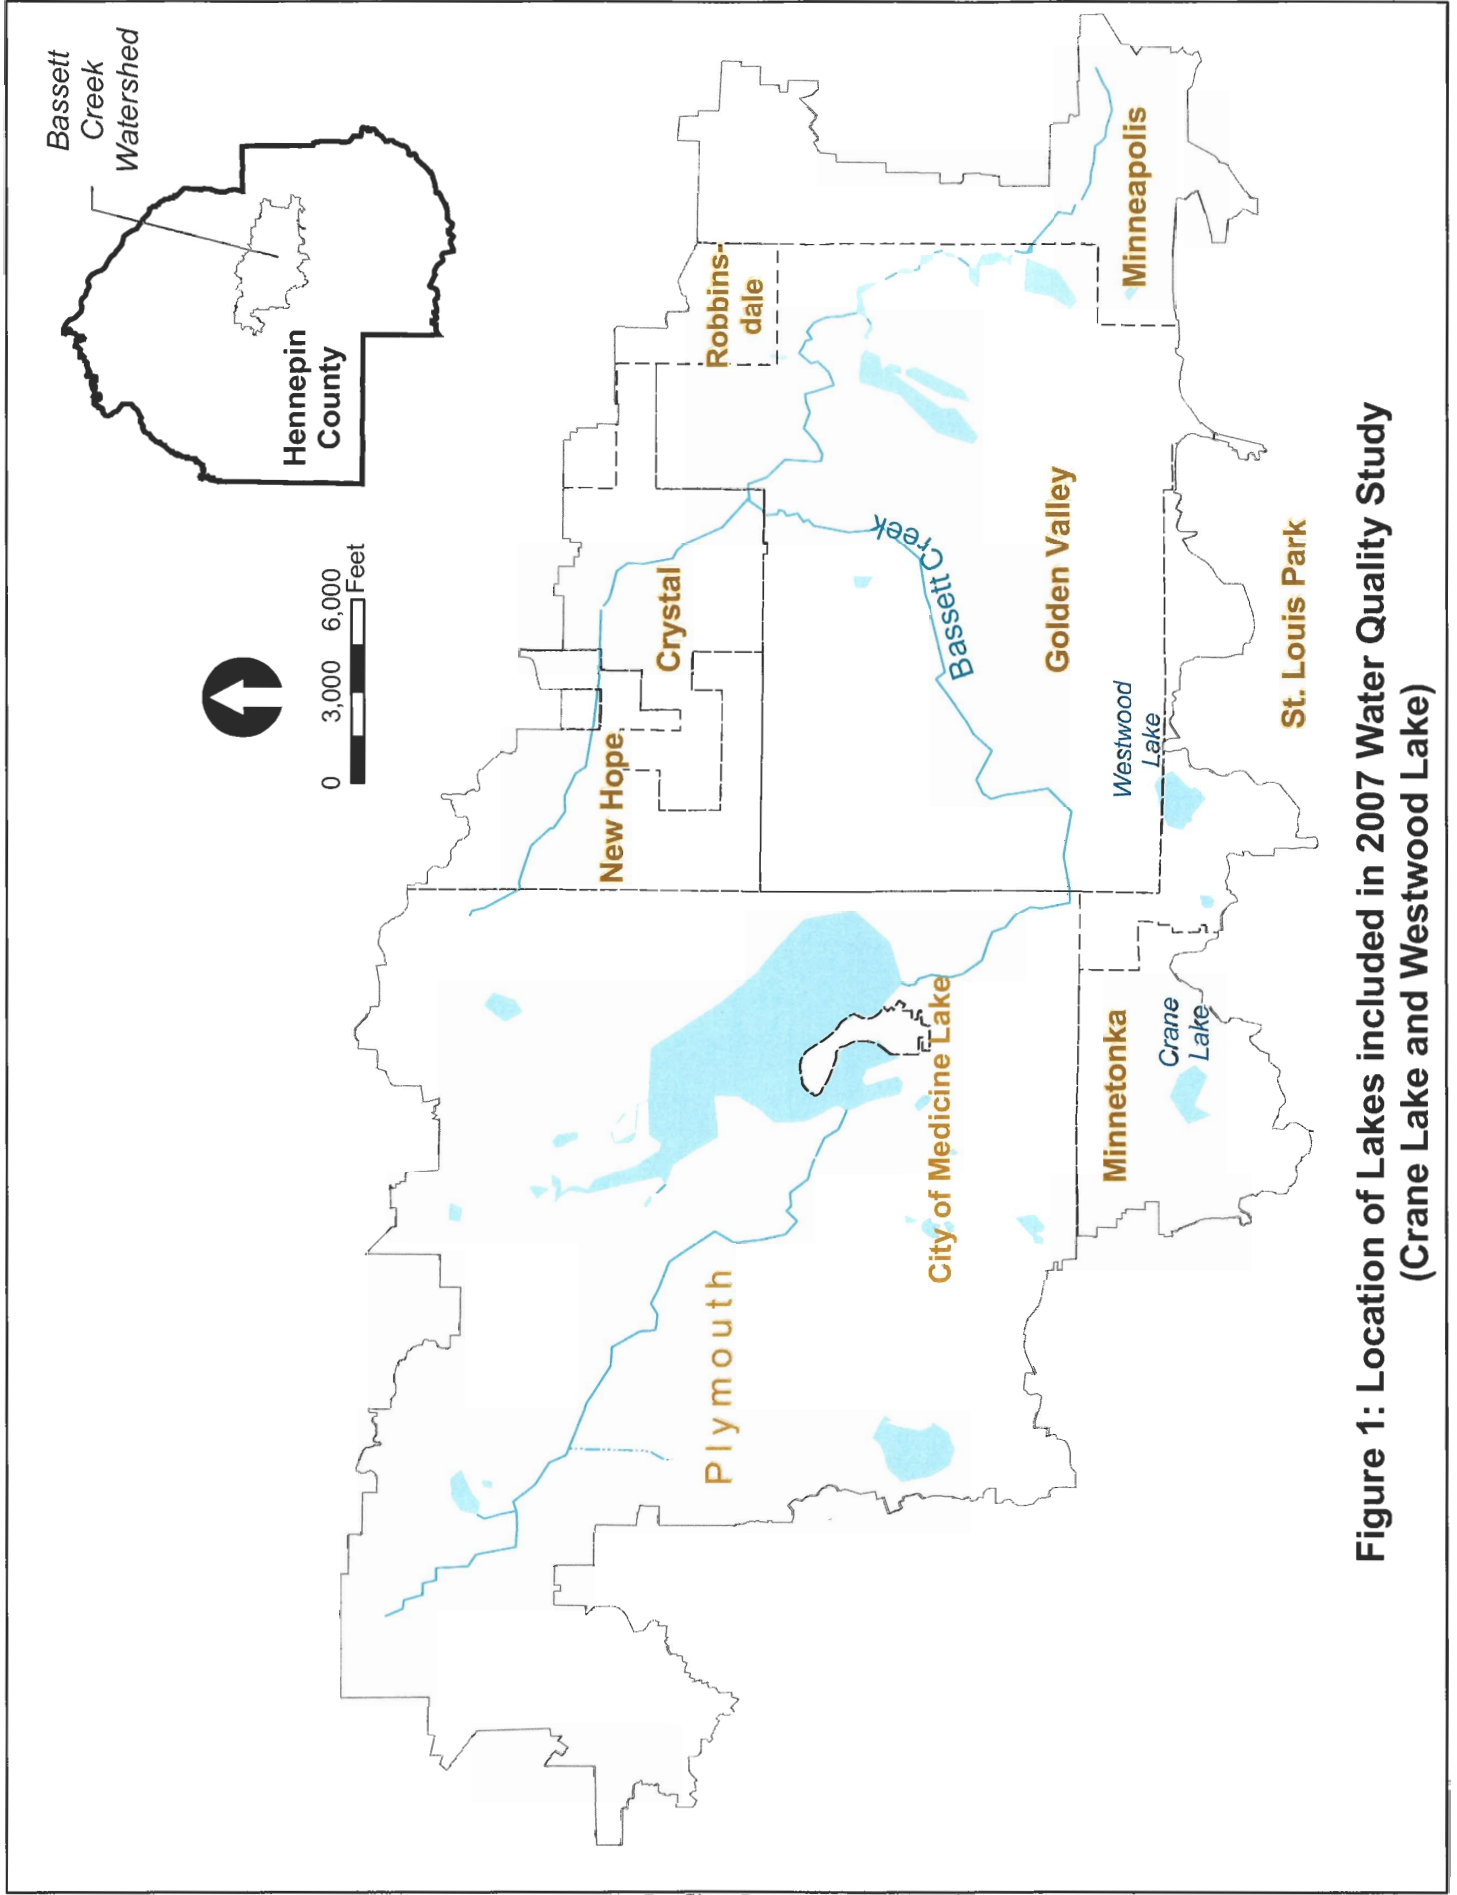 Bassett
Creek
Watershed
Hennepin
County
0 3,000 6,000
Feet
Robbins-
dale
Minneapolis
Crystal
New Hope
Bassett Creek
Golden Valley
Westwood
Lake
St. Louis Park
Plymouth
City of Medicine Lake
Minnetonka
Crane
Lake
Figure 1: Location of Lakes included in 2007 Water Quality Study
(Crane Lake and Westwood Lake)